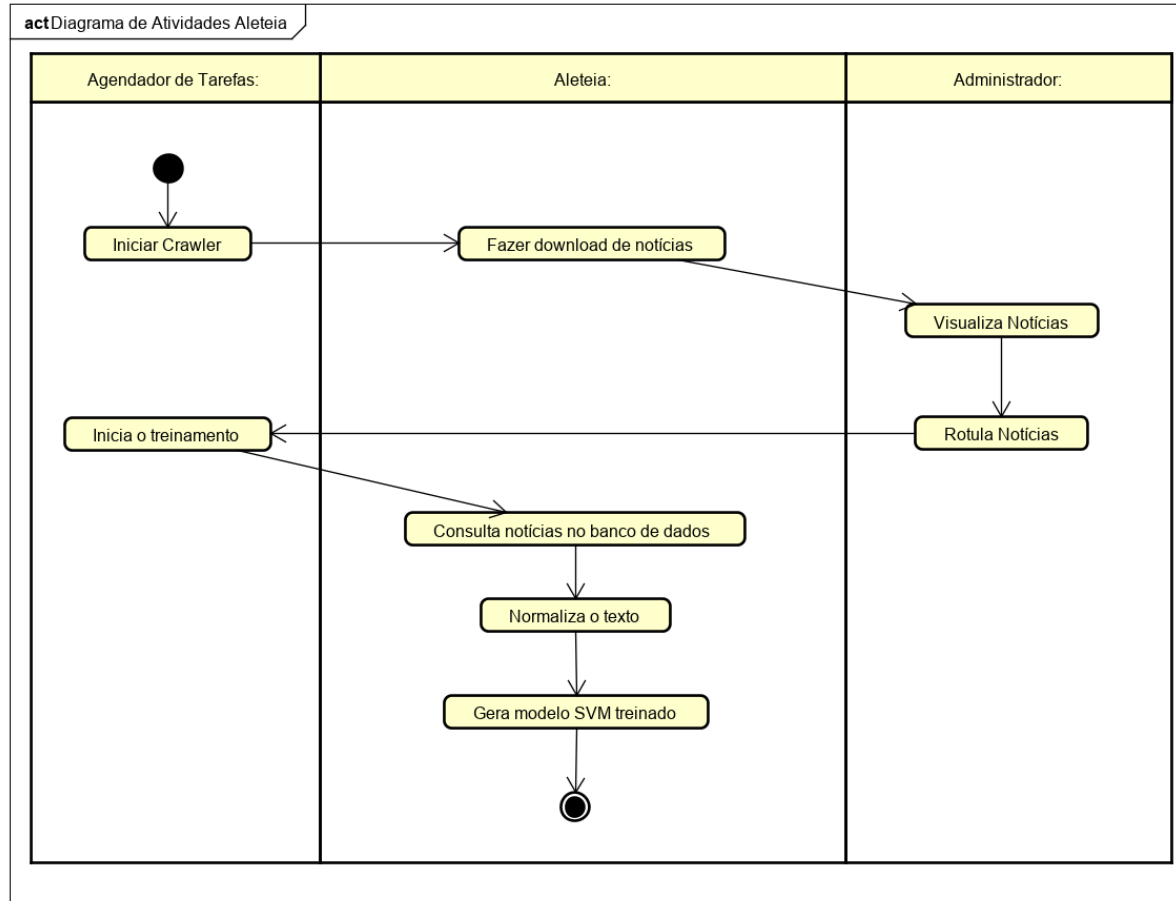 act Diagrama de Atividades Aleteia
Agendador de Tarefas:
Aleteia:
Administrador:
Iniciar Crawler
Fazer download de notícias
Visualiza Notícias
Inicia o treinamento
Rotula Notícias
Consulta notícias no banco de dados
Normaliza o texto
Gera modelo SVM treinado